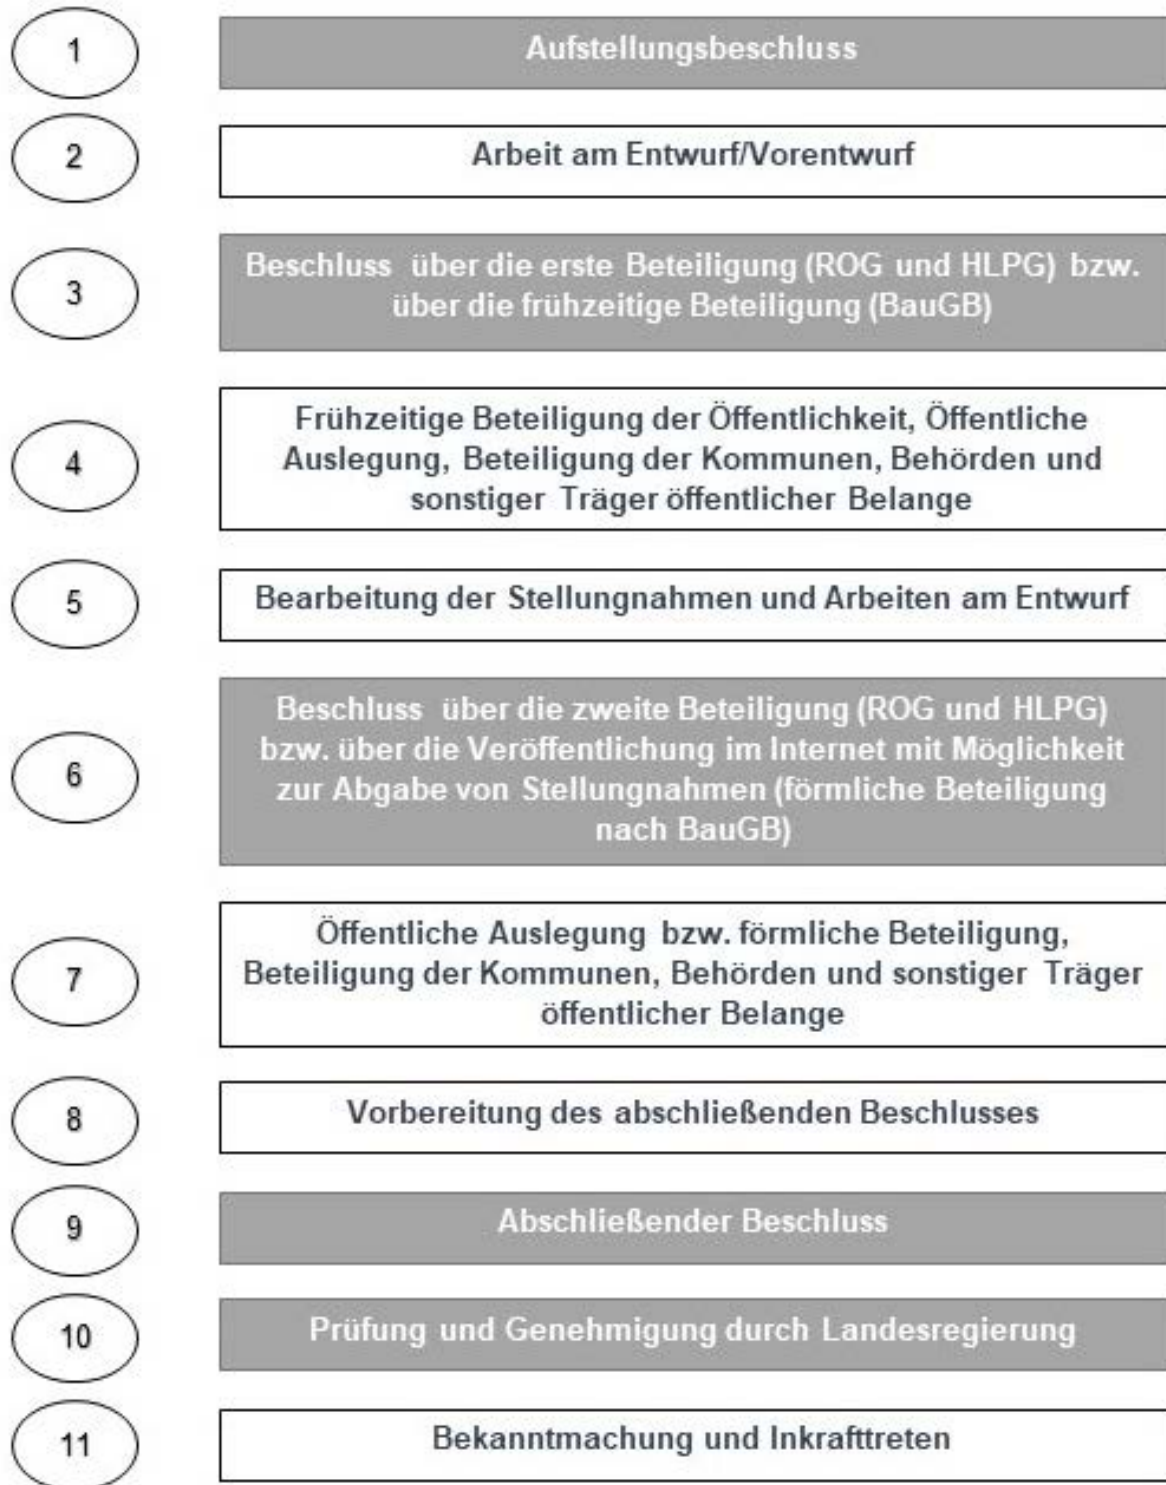 1
Aufstellungsbeschluss
2
Arbeit am Entwurf/Vorentwurf
3
Beschluss über die erste Beteiligung (ROG und HLPG) bzw.
über die frühzeitige Beteiligung (BauGB)
4
Frühzeitige Beteiligung der Öffentlichkeit, Öffentliche
Auslegung, Beteiligung der Kommunen, Behörden und
sonstiger Träger öffentlicher Belange
5
Bearbeitung der Stellungnahmen und Arbeiten am Entwurf
6
Beschluss über die zweite Beteiligung (ROG und HLPG)
bzw. über die Veröffentlichung im Internet mit Möglichkeit
zur Abgabe von Stellungnahmen (förmliche Beteiligung
nach BauGB)
7
Öffentliche Auslegung bzw. förmliche Beteiligung,
Beteiligung der Kommunen, Behörden und sonstiger Träger
öffentlicher Belange
8
Vorbereitung des abschließenden Beschlusses
9
Abschließender Beschluss
10
Prüfung und Genehmigung durch Landesregierung
11
Bekanntmachung und Inkrafttreten